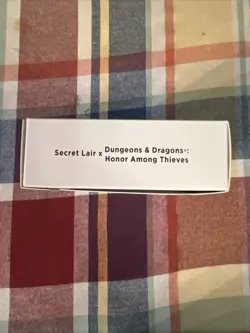 Secret Lair x Dungeons & Dragons®:
Honor Among Thieves